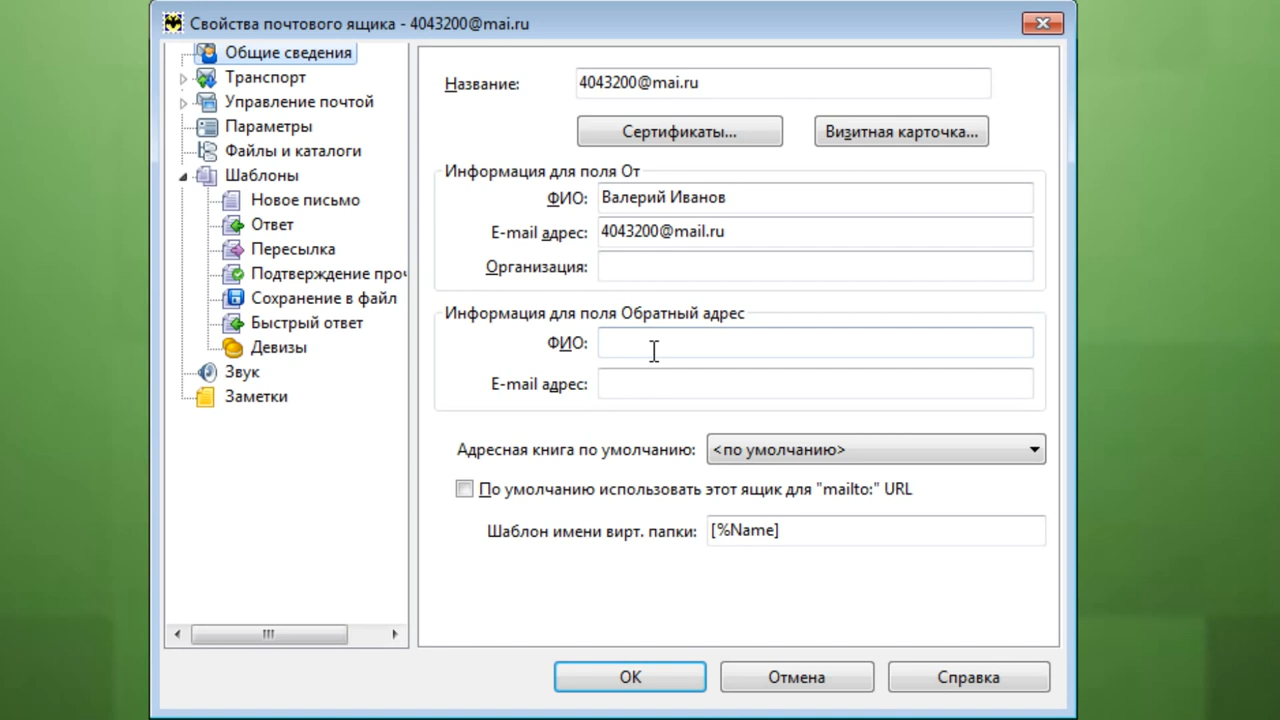 Свойства почтового ящика - 4043200@mai.ru
Общие сведения
Транспорт
Управление почтой
Параметры
Файлы и каталоги
Шаблоны
Новое письмо
Ответ
Пересылка
Подтверждение проч
Сохранение в файл
Быстрый ответ
Девизы
Звук
Заметки
Название: 4043200@mai.ru
Сертификаты... Визитная карточка...
Информация для поля От
ФИО: Валерий Иванов
E-mail адрес: 4043200@mail.ru
Организация:
Информация для поля Обратный адрес
ФИО:
E-mail адрес:
Адресная книга по умолчанию: <по умолчанию>
По умолчанию использовать этот ящик для "mailto:" URL
Шаблон имени вирт. папки: [%Name]
OK Отмена Справка